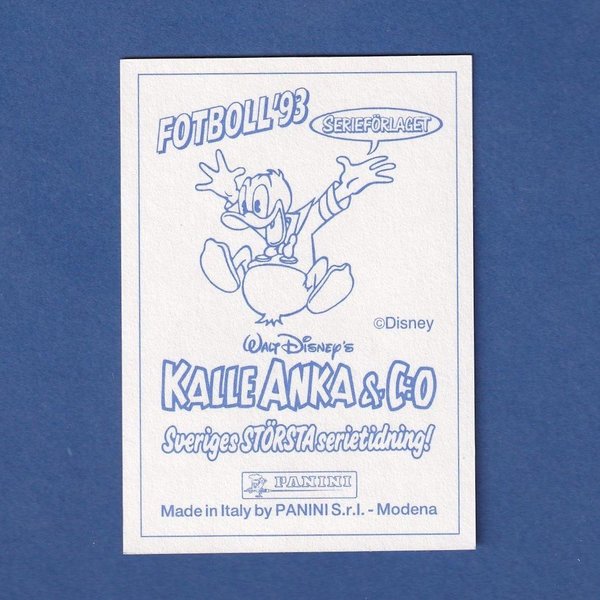 FOTBOLL'93
SERIEFÖRLAGET
©Disney
WALT DISNEY'S
KALLE ANKA & C:O
Sveriges STÖRSTA serietidning!
PANINI
Made in Italy by PANINI S.r.l. - Modena